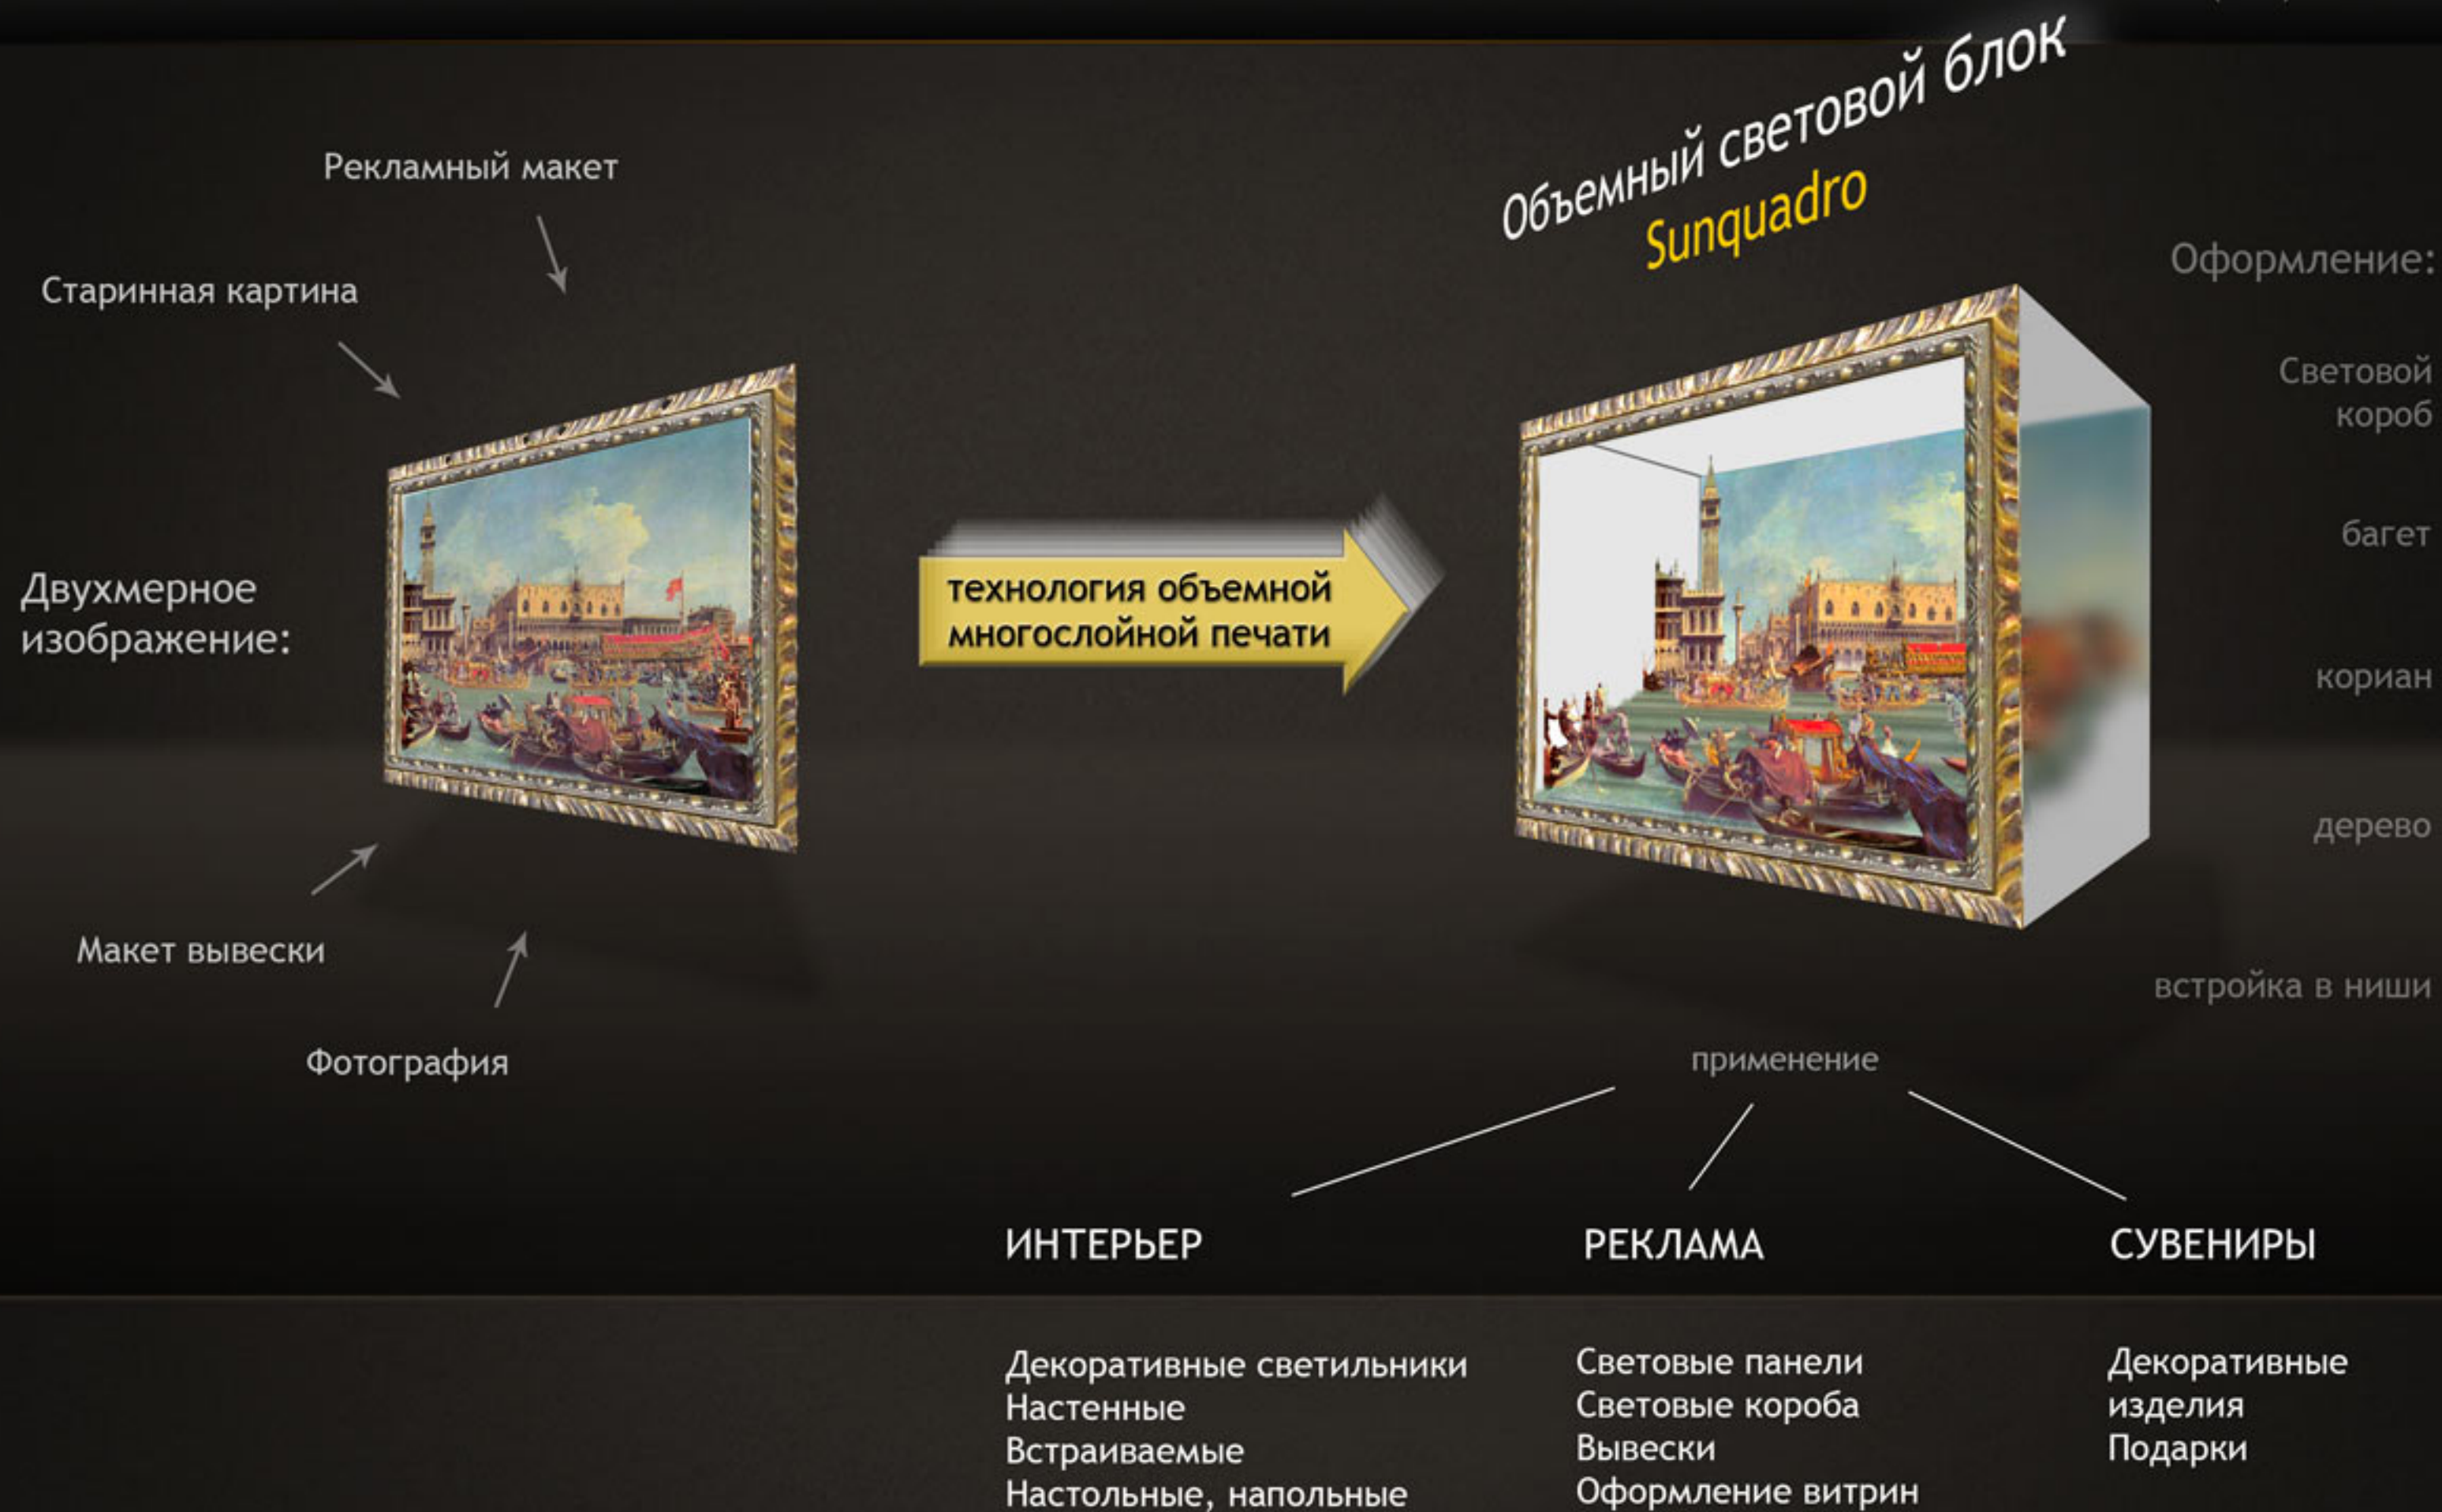 Объемный световой блок
Sunquadro
Рекламный макет
Старинная картина
Двухмерное
изображение:
Макет вывески
Фотография
технология объемной
многослойной печати
Оформление:
Световой
короб
багет
кориан
дерево
встройка в ниши
применение
ИНТЕРЬЕР
Декоративные светильники
Настенные
Встраиваемые
Настольные, напольные
РЕКЛАМА
Световые панели
Световые короба
Вывески
Оформление витрин
СУВЕНИРЫ
Декоративные
изделия
Подарки